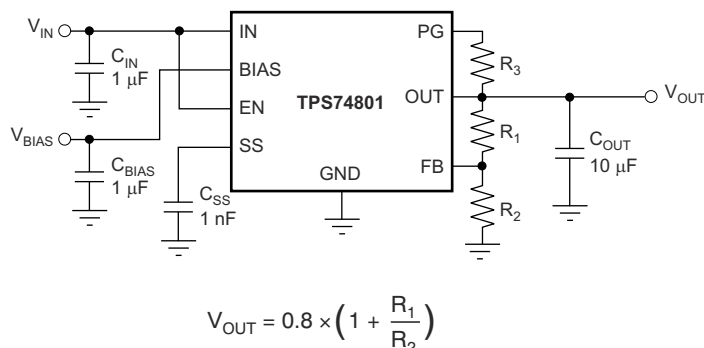 V_IN
C_IN
1 μF
V_BIAS
C_BIAS
1 μF
C_SS
1 nF
IN
BIAS
EN
SS
TPS74801
GND
PG
OUT
FB
R_3
R_1
R_2
C_OUT
10 μF
V_OUT
V_OUT = 0.8 × (1 + R_1 / R_2)